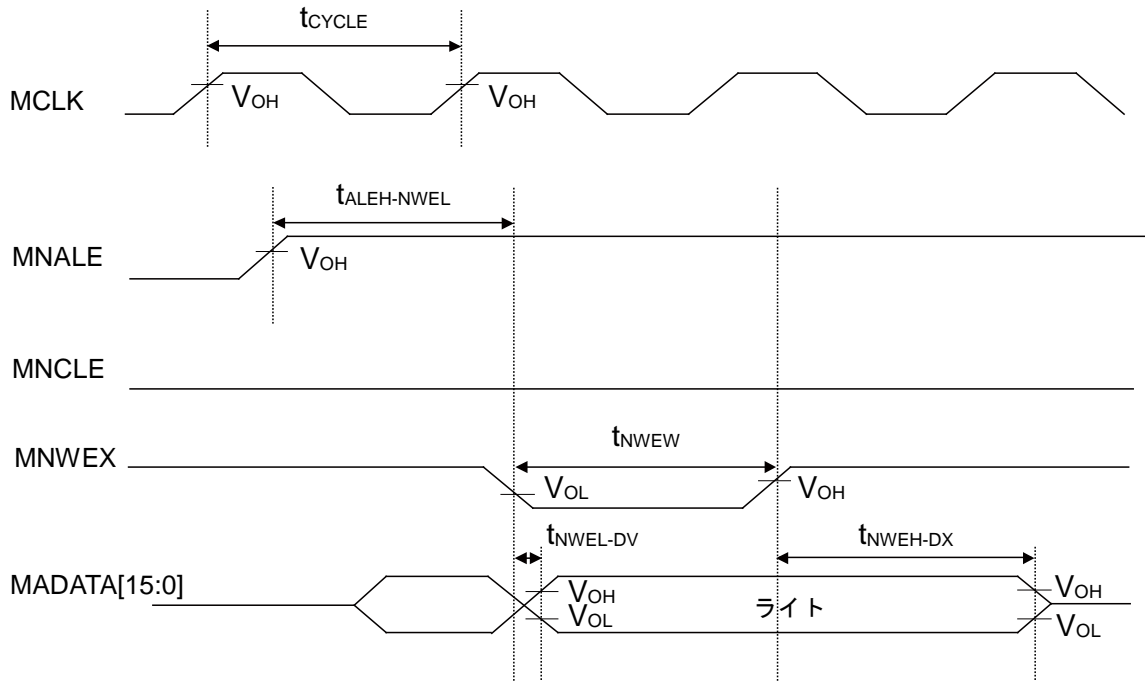 tCYCLE
MCLK
VOH
VOH
tALEH-NWEL
MNALE
VOH
MNCLE
tNWEW
MNWEX
VOL
VOH
tNWEL-DV
tNWEH-DX
MADATA[15:0]
VOH
ライト
VOH
VOL
VOL